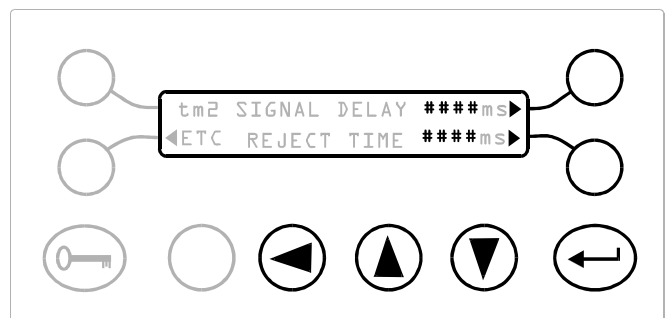 tm2 SIGNAL DELAY ####ms▶
◀ETC REJECT TIME ####ms▶